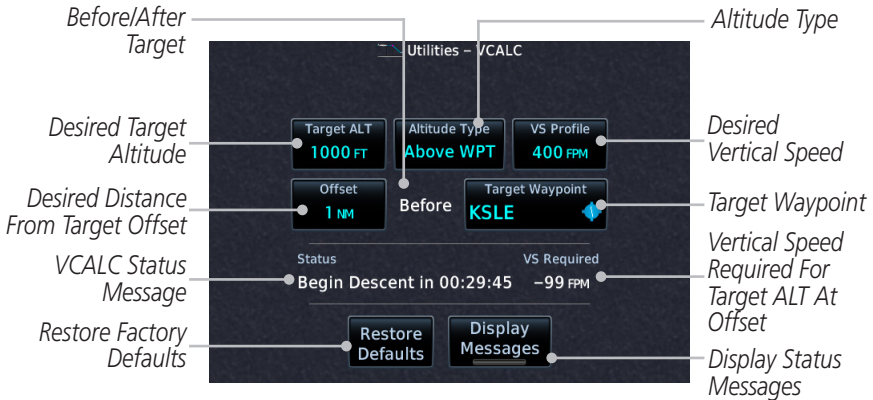 Before/After
Target
Altitude Type
Utilities – VCALC
Desired Target
Altitude
Target ALT
1000 FT
Altitude Type
Above WPT
VS Profile
400 FPM
Desired
Vertical Speed
Desired Distance
From Target Offset
Offset
1 NM
Before
Target Waypoint
KSLE
Target Waypoint
VCALC Status
Message
Status
Begin Descent in 00:29:45
VS Required
−99 FPM
Vertical Speed
Required For
Target ALT At
Offset
Restore Factory
Defaults
Restore
Defaults
Display
Messages
Display Status
Messages